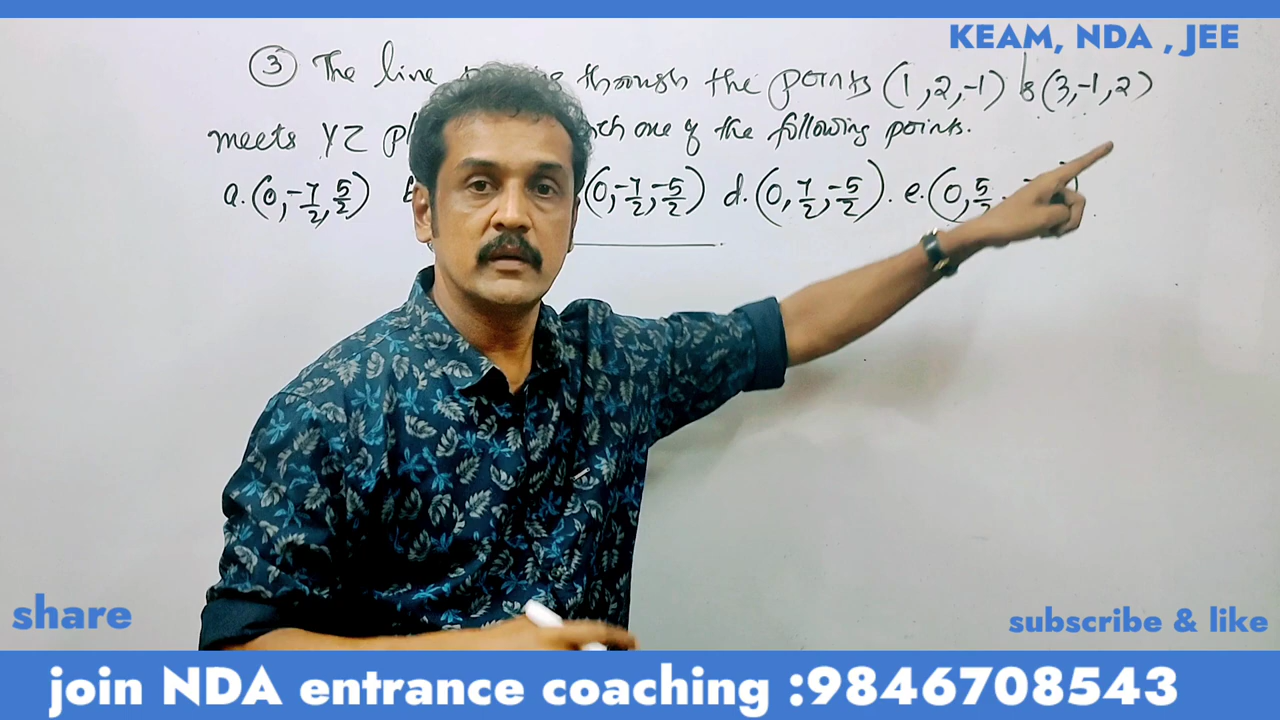 KEAM, NDA , JEE
③ The line through the points (1,2,-1) & (3,-1,2)
meets YZ one of the following points.
a. (0,-7/2,5/2) (0,-7/2,-5/2) d. (0,7/2,-5/2). e. (0,5/2
share
subscribe & like
join NDA entrance coaching :9846708543